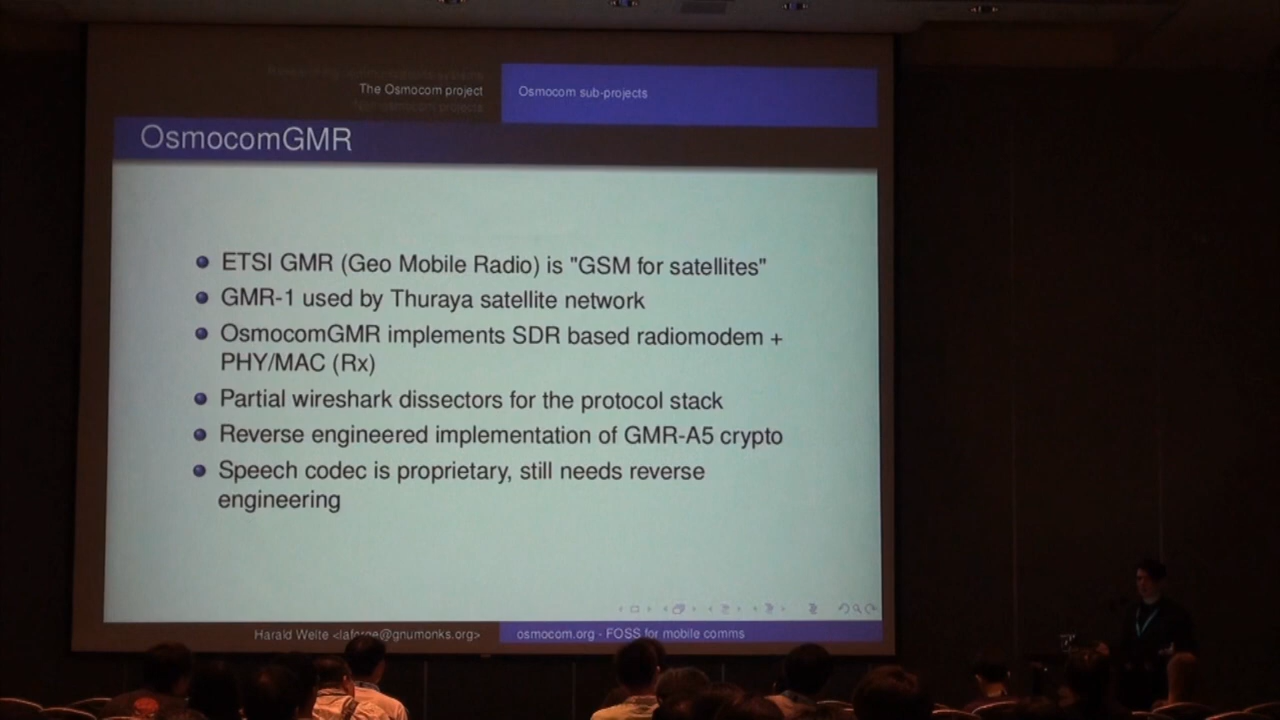 The Osmocom project
Osmocom sub-projects
OsmocomGMR
ETSI GMR (Geo Mobile Radio) is "GSM for satellites"
GMR-1 used by Thuraya satellite network
OsmocomGMR implements SDR based radiomodem +
PHY/MAC (Rx)
Partial wireshark dissectors for the protocol stack
Reverse engineered implementation of GMR-A5 crypto
Speech codec is proprietary, still needs reverse
engineering
Harald Welte <laforge@gnumonks.org>
osmocom.org - FOSS for mobile comms